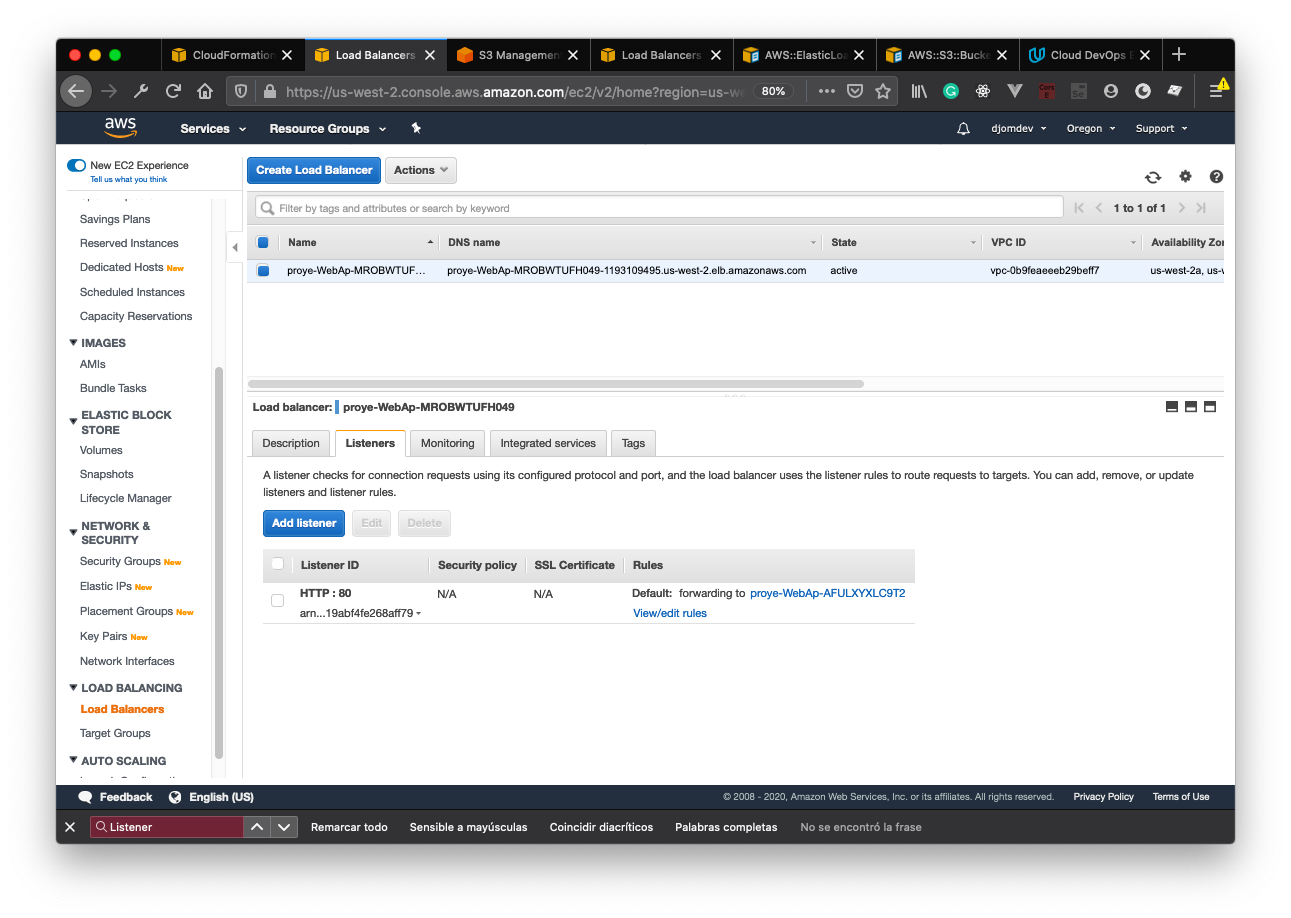 CloudFormation
Load Balancers
S3 Managemen
Load Balancers
AWS::ElasticLoa
AWS::S3::Bucke
Cloud DevOps E
https://us-west-2.console.aws.amazon.com/ec2/v2/home?region=us-we
80%
aws
Services
Resource Groups
djomdev
Oregon
Support
New EC2 Experience
Tell us what you think
Savings Plans
Reserved Instances
Dedicated Hosts New
Scheduled Instances
Capacity Reservations
IMAGES
AMIs
Bundle Tasks
ELASTIC BLOCK
STORE
Volumes
Snapshots
Lifecycle Manager
NETWORK &
SECURITY
Security Groups New
Elastic IPs New
Placement Groups New
Key Pairs New
Network Interfaces
LOAD BALANCING
Load Balancers
Target Groups
AUTO SCALING
Create Load Balancer
Actions
Filter by tags and attributes or search by keyword
1 to 1 of 1
Name
DNS name
State
VPC ID
Availability Zon
proye-WebAp-MROBWTUF...
proye-WebAp-MROBWTUFH049-1193109495.us-west-2.elb.amazonaws.com
active
vpc-0b9feaeeeb29beff7
us-west-2a, us-w
Load balancer: proye-WebAp-MROBWTUFH049
Description
Listeners
Monitoring
Integrated services
Tags
A listener checks for connection requests using its configured protocol and port, and the load balancer uses the listener rules to route requests to targets. You can add, remove, or update
listeners and listener rules.
Add listener
Edit
Delete
Listener ID
Security policy
SSL Certificate
Rules
HTTP : 80
arn...19abf4fe268aff79
N/A
N/A
Default: forwarding to proye-WebAp-AFULXYXLC9T2
View/edit rules
Feedback
English (US)
© 2008 - 2020, Amazon Web Services, Inc. or its affiliates. All rights reserved.
Privacy Policy
Terms of Use
Listener
Remarcar todo
Sensible a mayúsculas
Coincidir diacríticos
Palabras completas
No se encontró la frase